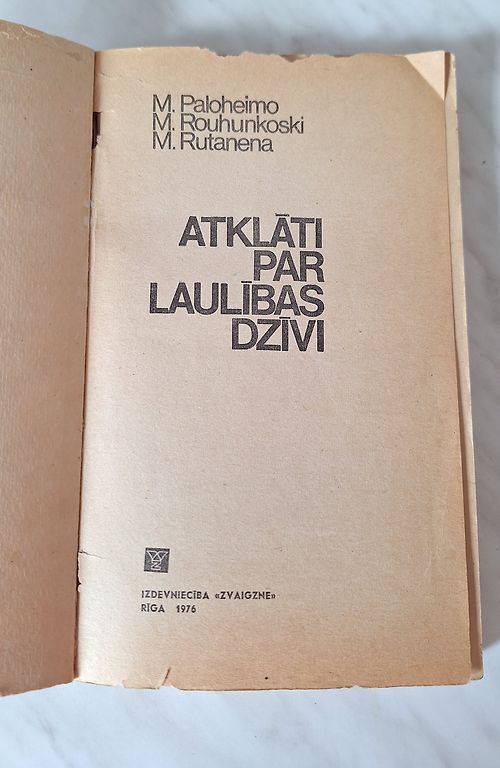 M. Paloheimo
M. Rouhunkoski
M. Rutanena
ATKLĀTI
PAR
LAULĪBAS
DZĪVI
IZDEVNIECĪBA «ZVAIGZNE»
RĪGA 1976